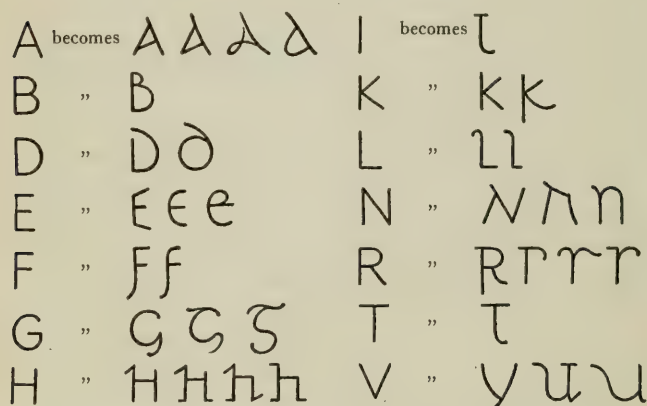 A becomes A A A a I becomes I
B " B K " K K
D " D D L " L L
E " E E e N " N N n
F " F f R " R r r r
G " G G G T " T
H " H H h h V " V U U